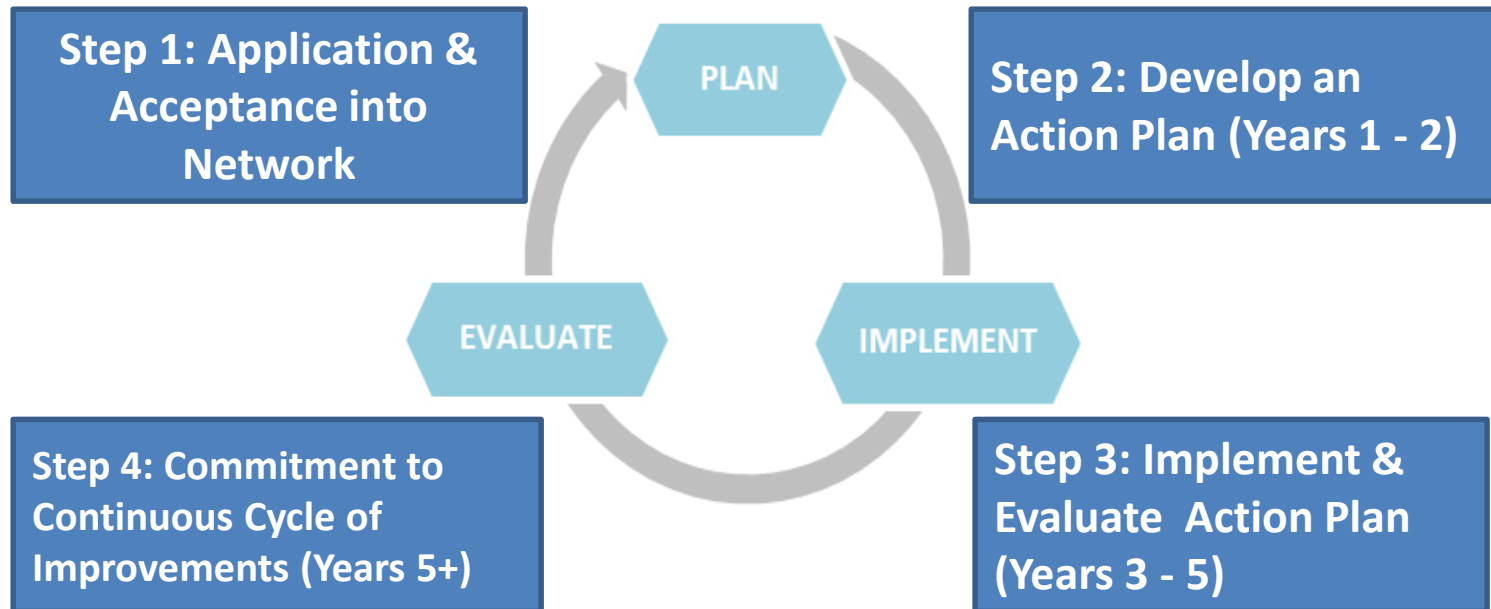 Step 1: Application &
Acceptance into
Network
PLAN
Step 2: Develop an
Action Plan (Years 1 - 2)
EVALUATE
IMPLEMENT
Step 4: Commitment to
Continuous Cycle of
Improvements (Years 5+)
Step 3: Implement &
Evaluate  Action Plan
(Years 3 - 5)